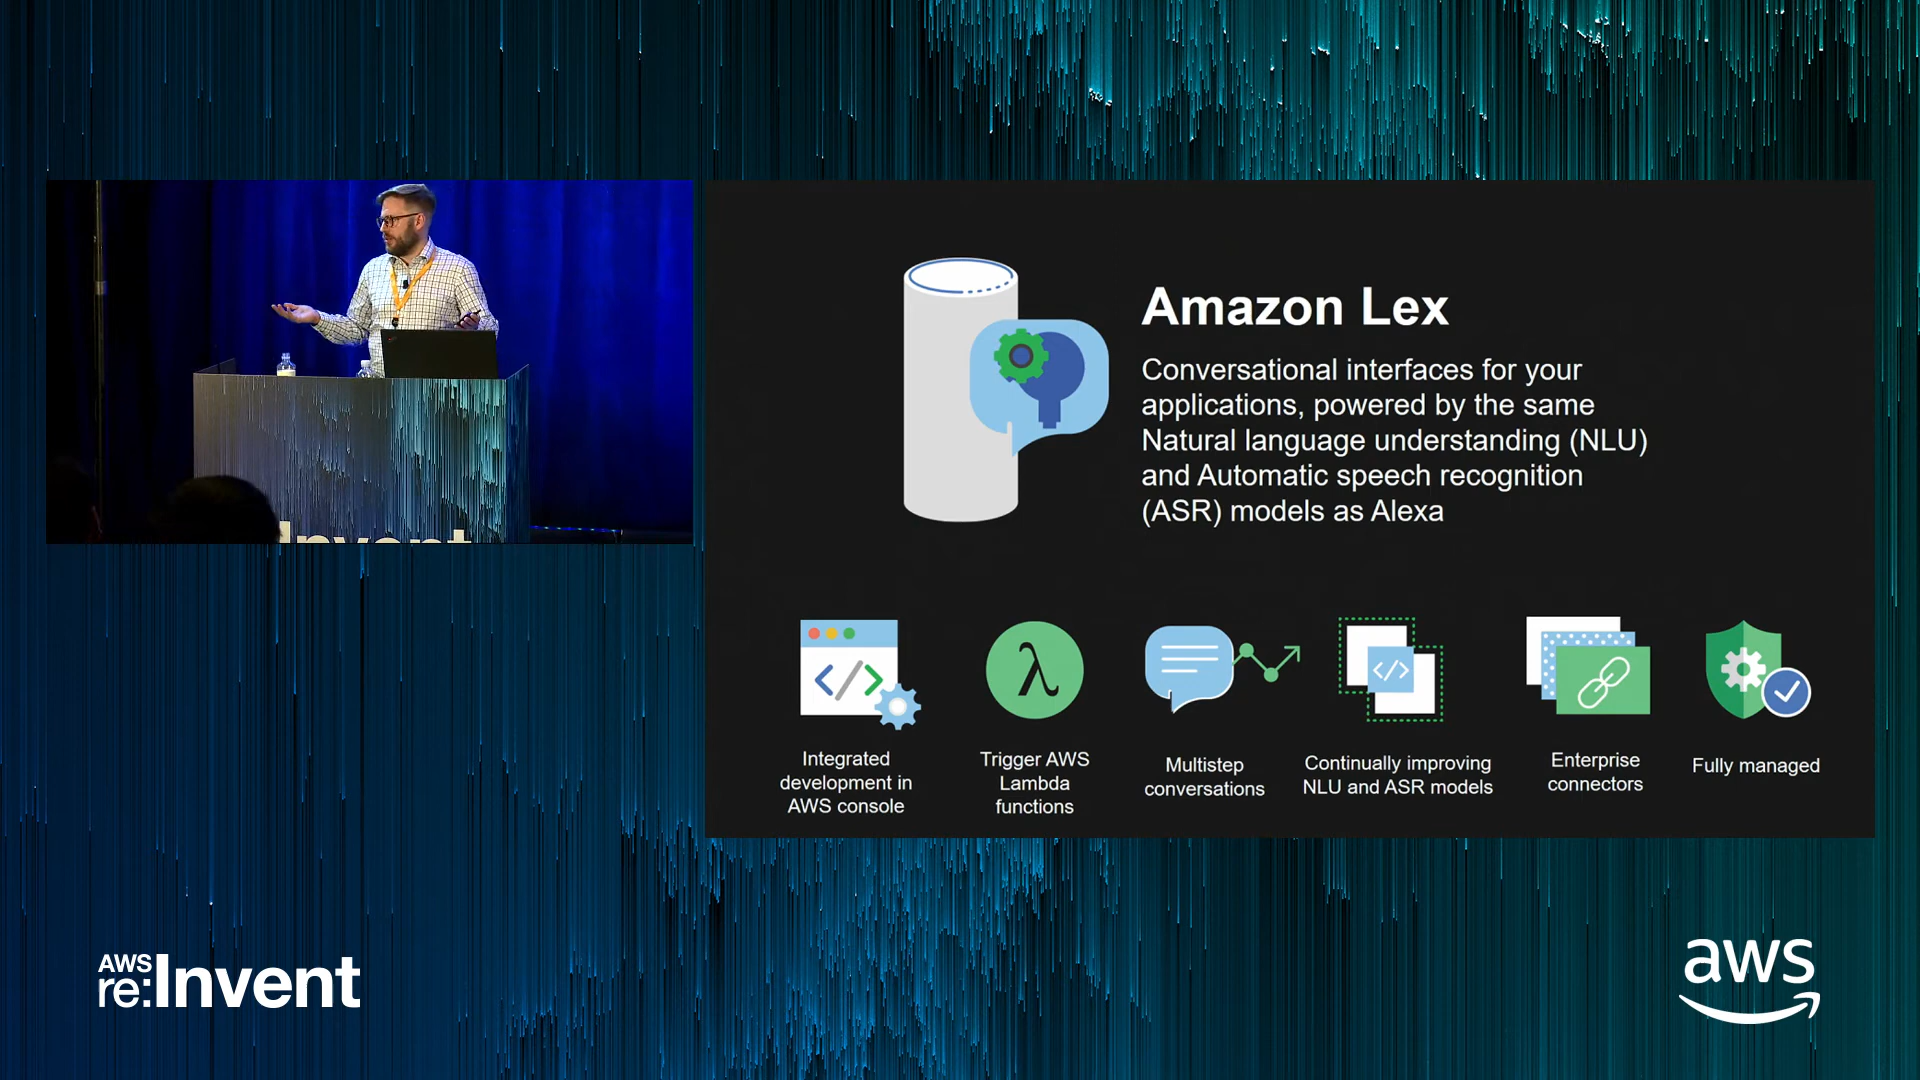 Amazon Lex
Conversational interfaces for your
applications, powered by the same
Natural language understanding (NLU)
and Automatic speech recognition
(ASR) models as Alexa
Integrated
development in
AWS console
Trigger AWS
Lambda
functions
Multistep
conversations
Continually improving
NLU and ASR models
Enterprise
connectors
Fully managed
</>
λ
</>
Invent
AWS
re:Invent
aws